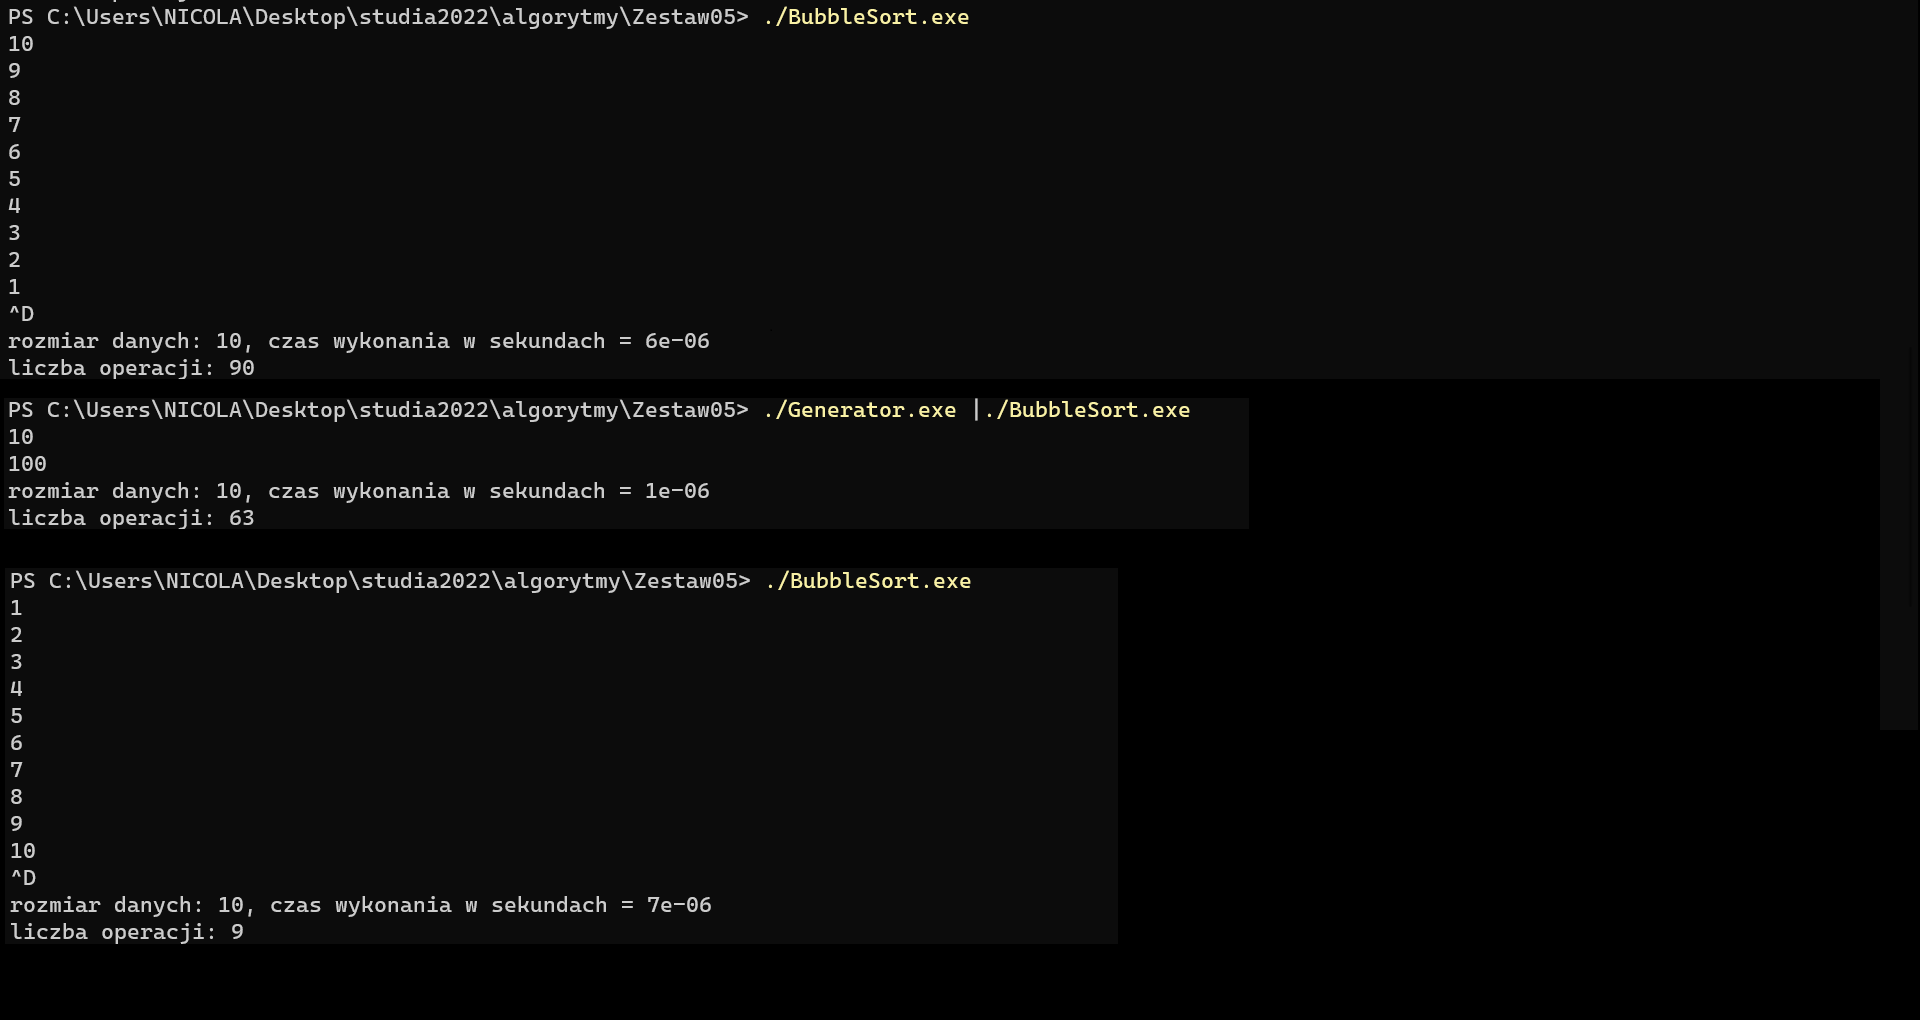 PS C:\Users\NICOLA\Desktop\studia2022\algorytmy\Zestaw05> ./BubbleSort.exe
10
9
8
7
6
5
4
3
2
1
^D
rozmiar danych: 10, czas wykonania w sekundach = 6e-06
liczba operacji: 90
PS C:\Users\NICOLA\Desktop\studia2022\algorytmy\Zestaw05> ./Generator.exe |./BubbleSort.exe
10
100
rozmiar danych: 10, czas wykonania w sekundach = 1e-06
liczba operacji: 63
PS C:\Users\NICOLA\Desktop\studia2022\algorytmy\Zestaw05> ./BubbleSort.exe
1
2
3
4
5
6
7
8
9
10
^D
rozmiar danych: 10, czas wykonania w sekundach = 7e-06
liczba operacji: 9